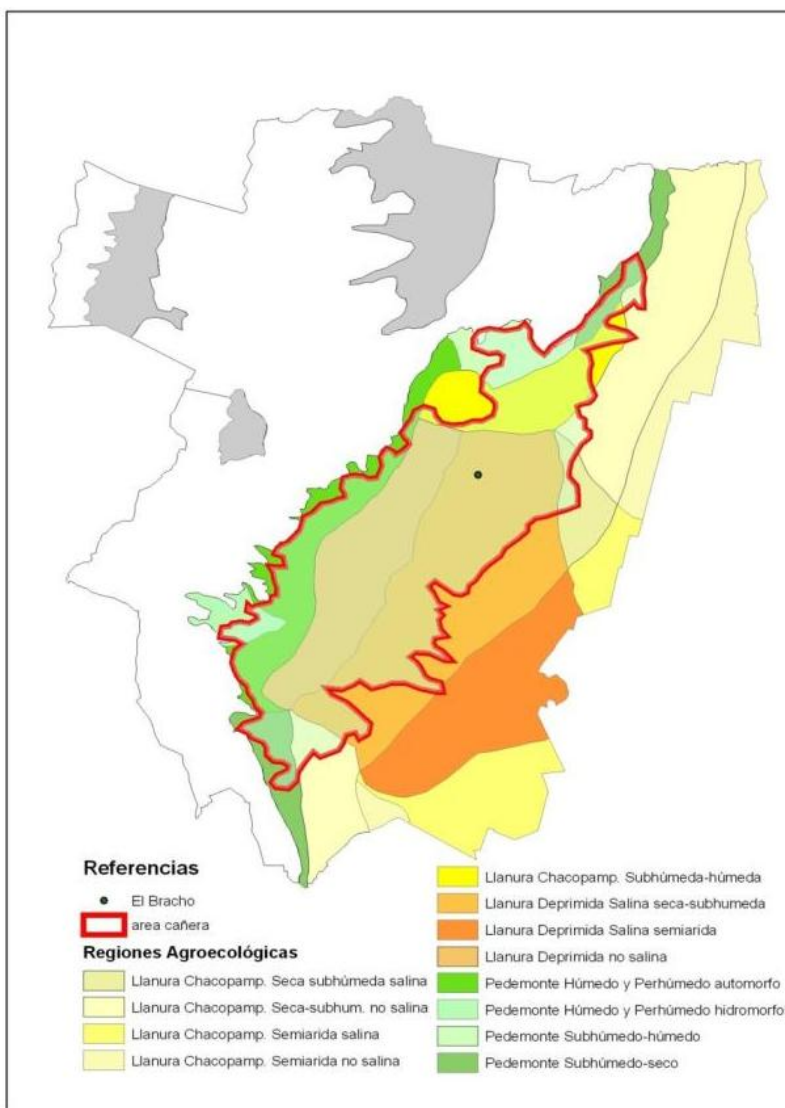 Referencias
El Bracho
area cañera
Regiones Agroecológicas
Llanura Chacopamp. Seca subhúmeda salina
Llanura Chacopamp. Seca-subhum. no salina
Llanura Chacopamp. Semiarida salina
Llanura Chacopamp. Semiarida no salina
Llanura Chacopamp. Subhúmeda-húmeda
Llanura Deprimida Salina seca-subhumeda
Llanura Deprimida Salina semiarida
Llanura Deprimida no salina
Pedemonte Húmedo y Perhúmedo automorfo
Pedemonte Húmedo y Perhúmedo hidromorfo
Pedemonte Subhúmedo-húmedo
Pedemonte Subhúmedo-seco